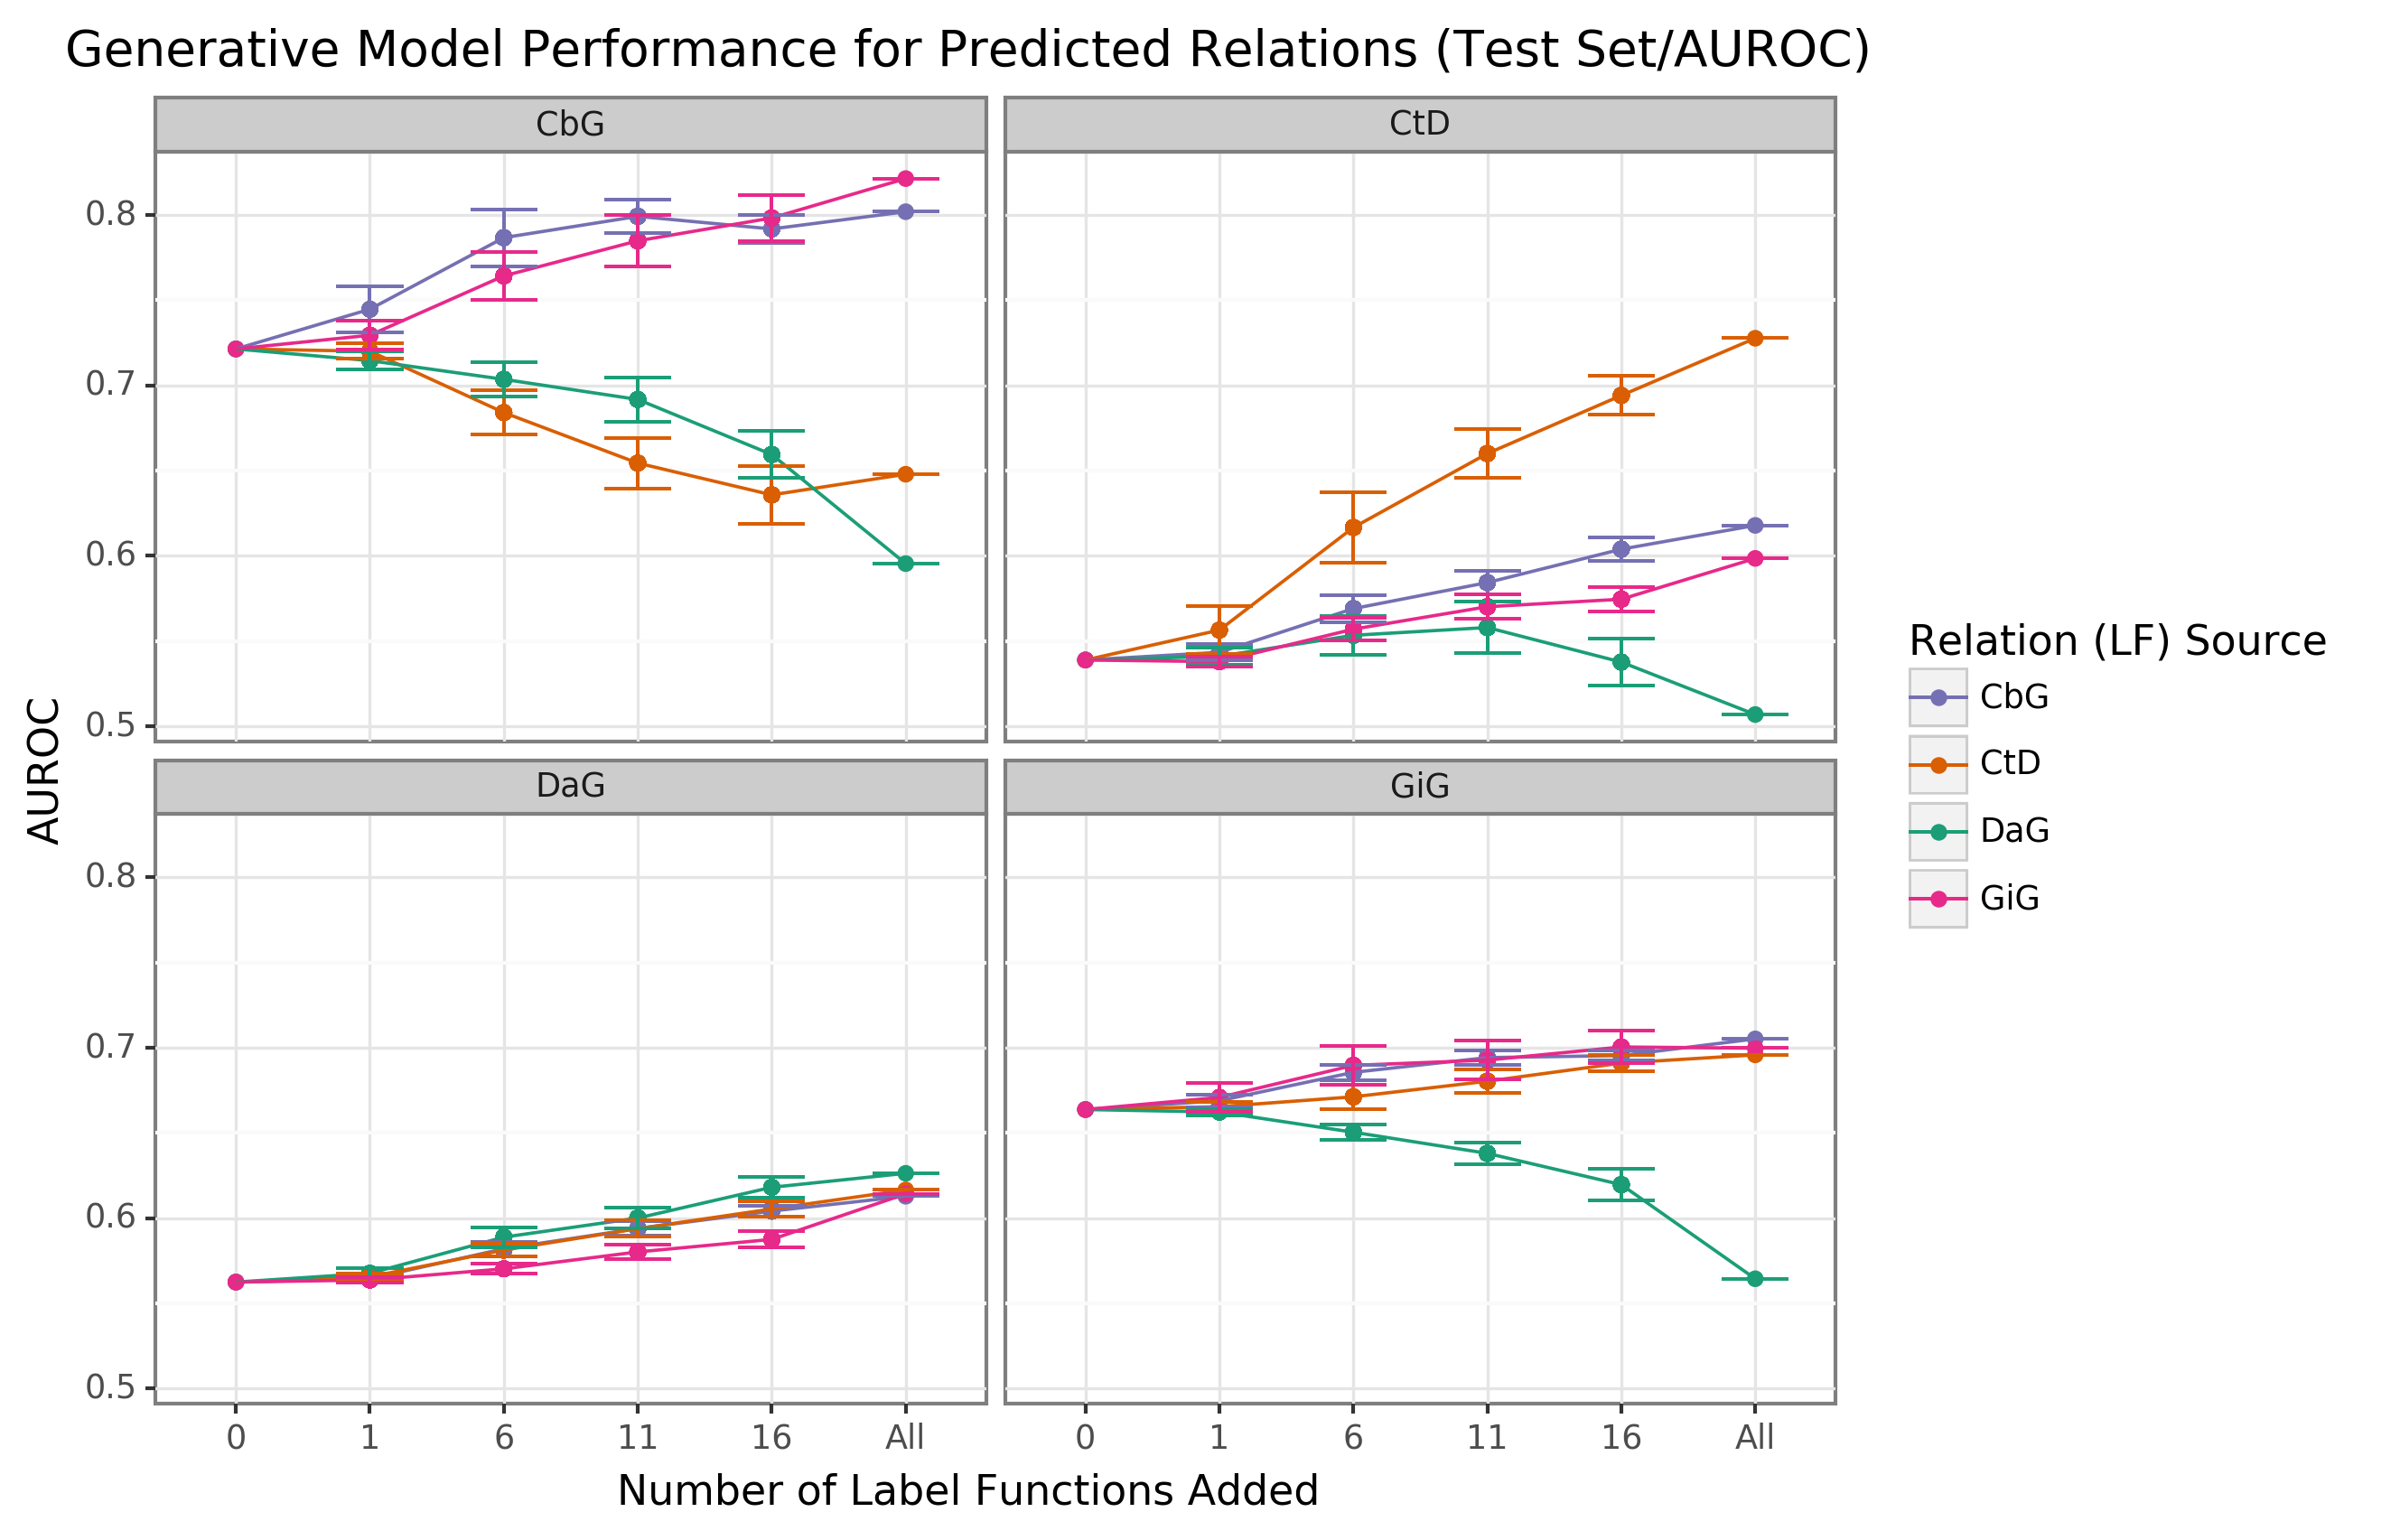 Generative Model Performance for Predicted Relations (Test Set/AUROC)
CbG
CtD
0.8
0.7
0.6
0.5
DaG
GiG
0.8
0.7
0.6
0.5
0 1 6 11 16 All
0 1 6 11 16 All
AUROC
Number of Label Functions Added
Relation (LF) Source
CbG
CtD
DaG
GiG